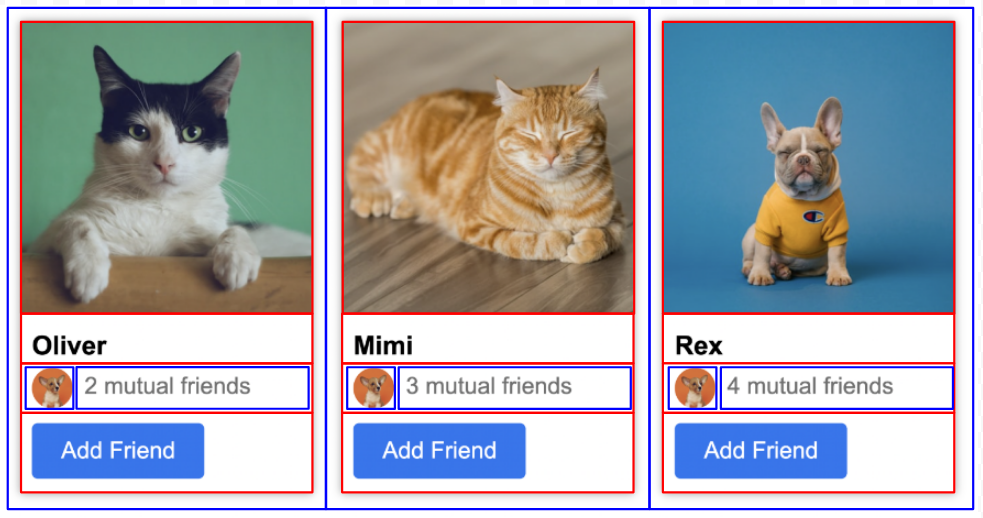 Oliver
2 mutual friends
Add Friend
Mimi
3 mutual friends
Add Friend
Rex
4 mutual friends
Add Friend